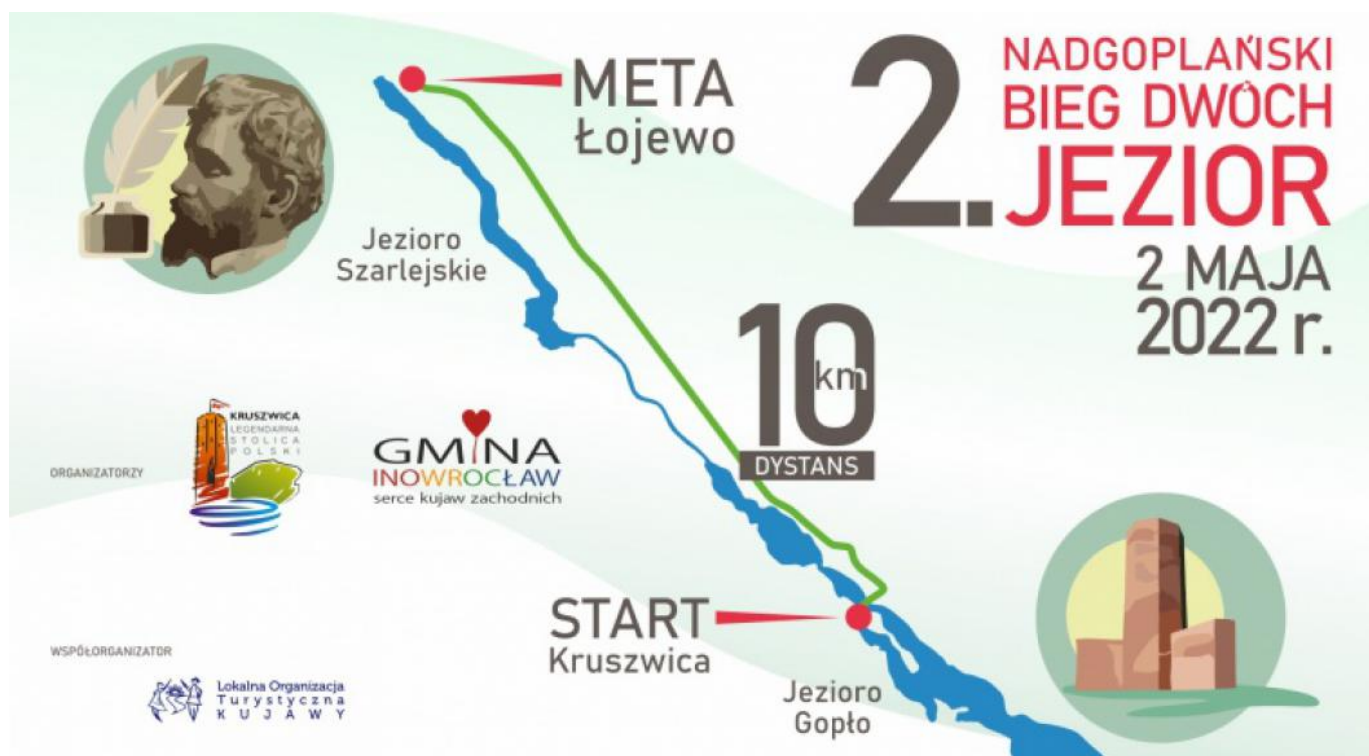 META
Łojewo
2.
NADGOPLAŃSKI
BIEG DWÓCH
JEZIOR
2 MAJA
2022 r.
Jezioro
Szarlejskie
10
km
DYSTANS
ORGANIZATORZY
KRUSZWICA
LEGENDARNA
STOLICA
POLSKI
GMINA
INOWROCŁAW
serce kujaw zachodnich
START
Kruszwica
Jezioro
Gopło
WSPÓŁORGANIZATOR
Lokalna Organizacja
Turystyczna
KUJAWY